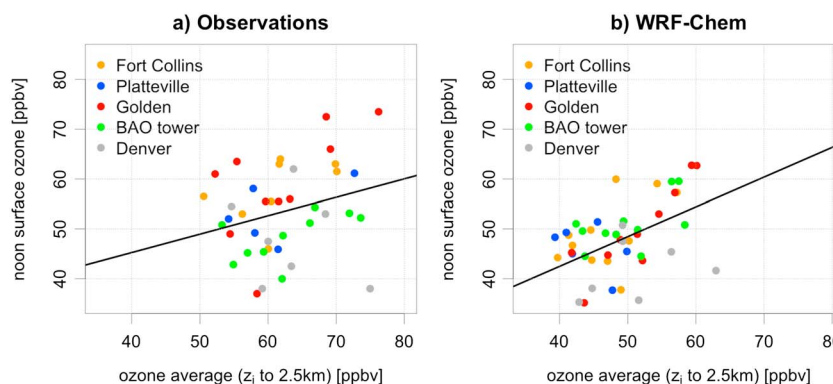 a) Observations
noon surface ozone [ppbv]
80
70
60
50
40
Fort Collins
Platteville
Golden
BAO tower
Denver
40 50 60 70 80
ozone average (zi to 2.5km) [ppbv]
b) WRF-Chem
noon surface ozone [ppbv]
80
70
60
50
40
Fort Collins
Platteville
Golden
BAO tower
Denver
40 50 60 70 80
ozone average (zi to 2.5km) [ppbv]